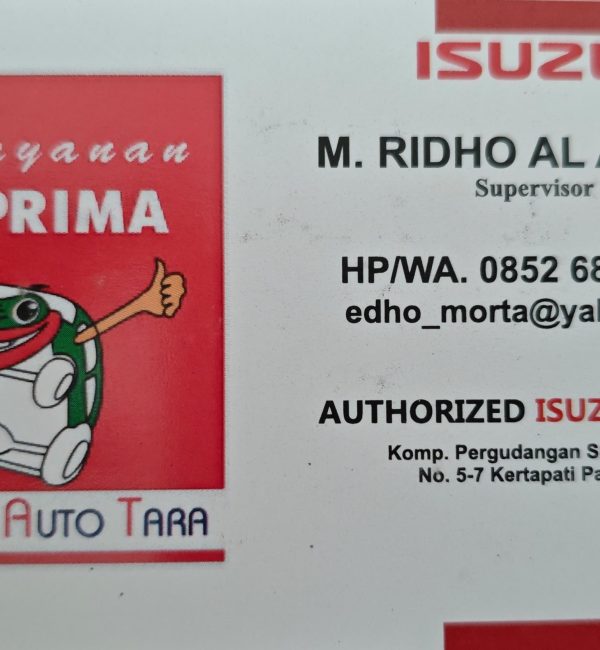 ISUZU
yanan
PRIMA
M. RIDHO AL
Supervisor
HP/WA. 0852 68
edho_morta@ya
AUTHORIZED ISUZ
Komp. Pergudangan S
No. 5-7 Kertapati Pa
AUTO TARA